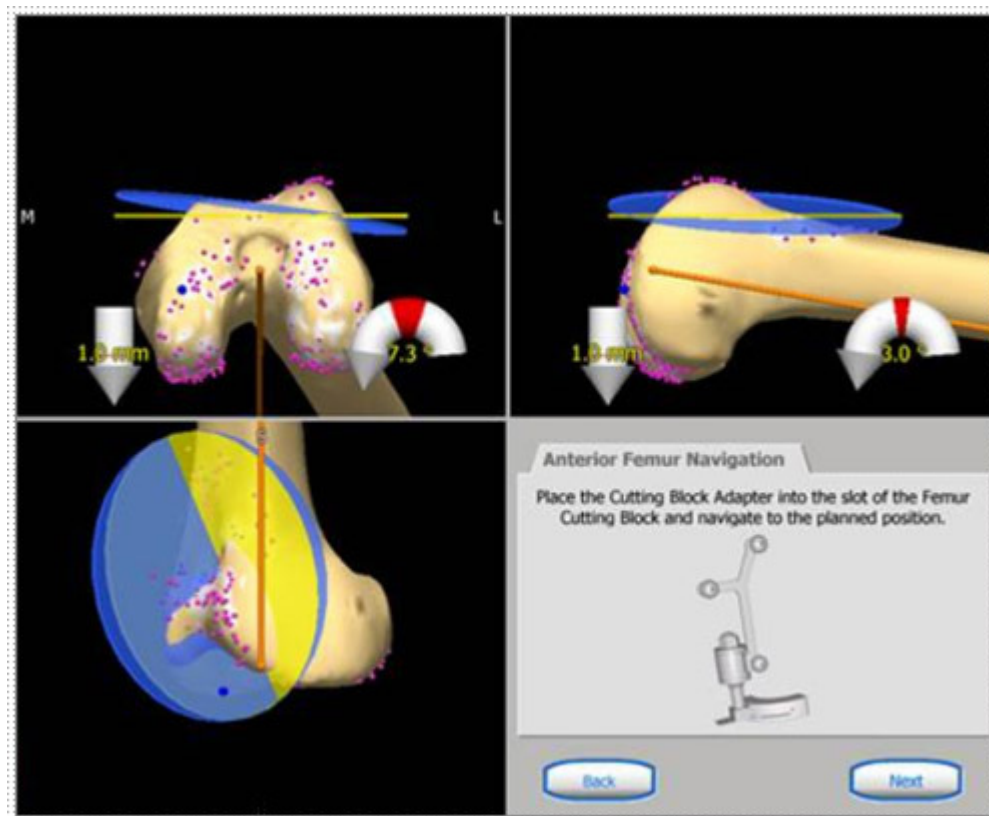 M
L
1.0 mm
7.3 °
1.0 mm
3.0 °
Anterior Femur Navigation
Place the Cutting Block Adapter into the slot of the Femur
Cutting Block and navigate to the planned position.
Back
Next